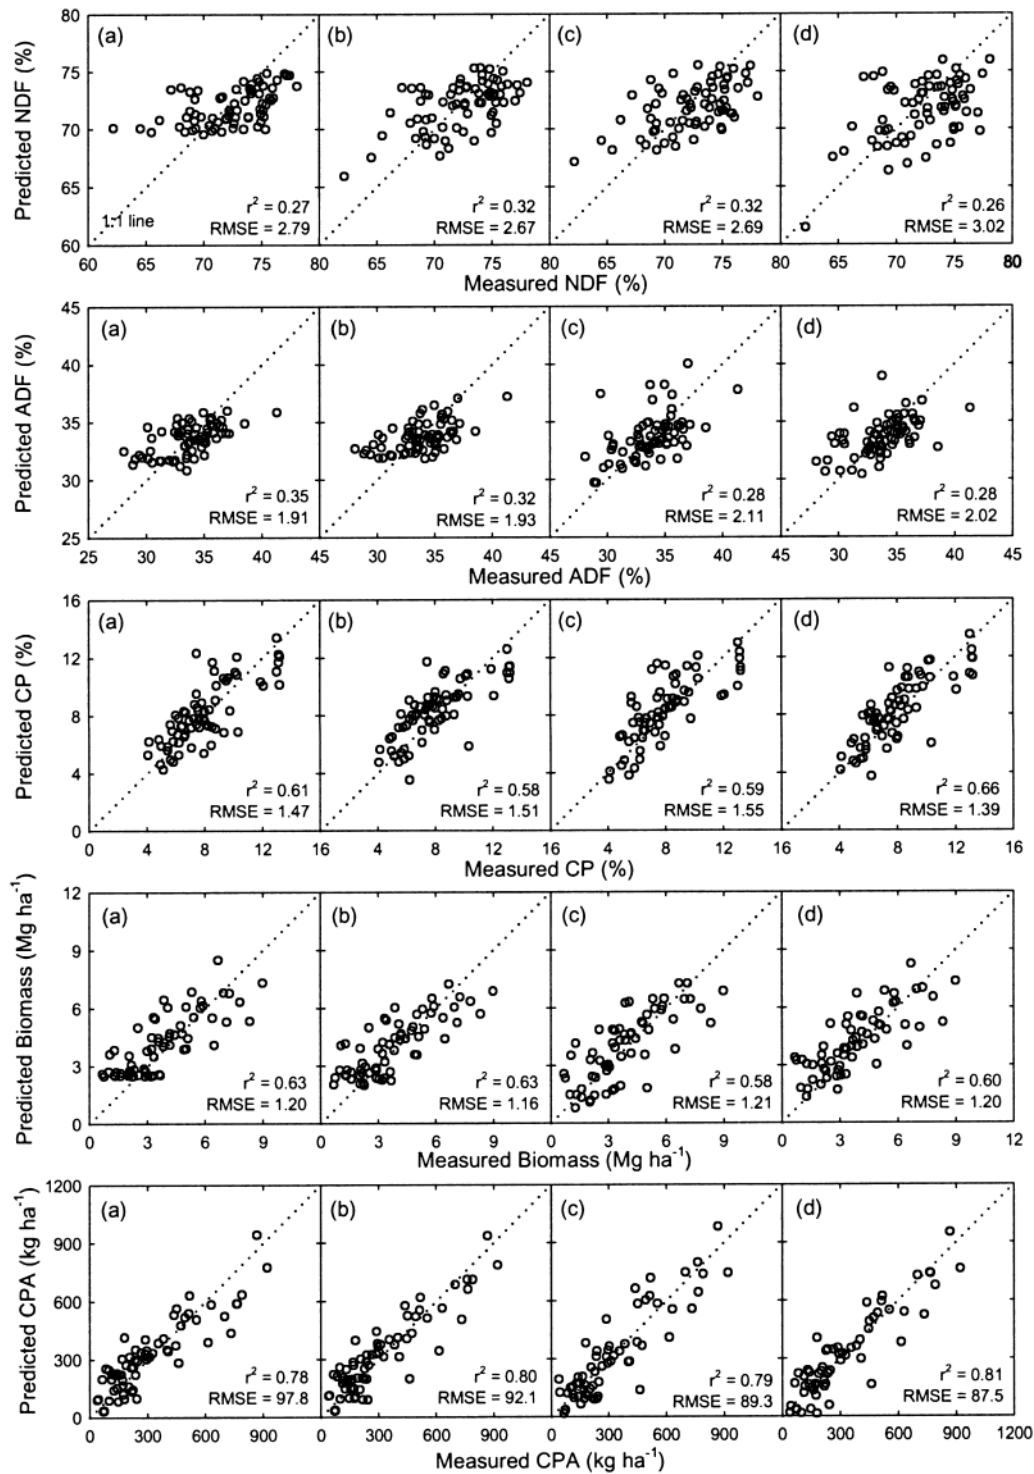 Predicted NDF (%)
80
75
70
65
60
(a)
(b)
(c)
(d)
1:1 line
r² = 0.27
RMSE = 2.79
r² = 0.32
RMSE = 2.67
r² = 0.32
RMSE = 2.69
r² = 0.26
RMSE = 3.02
60 65 70 75 80 65 70 75 80 65 70 75 80 65 70 75 80
Measured NDF (%)
Predicted ADF (%)
45
40
35
30
25
(a)
(b)
(c)
(d)
r² = 0.35
RMSE = 1.91
r² = 0.32
RMSE = 1.93
r² = 0.28
RMSE = 2.11
r² = 0.28
RMSE = 2.02
25 30 35 40 45 30 35 40 45 30 35 40 45 30 35 40 45
Measured ADF (%)
Predicted CP (%)
16
12
8
4
0
(a)
(b)
(c)
(d)
r² = 0.61
RMSE = 1.47
r² = 0.58
RMSE = 1.51
r² = 0.59
RMSE = 1.55
r² = 0.66
RMSE = 1.39
0 4 8 12 16 4 8 12 16 4 8 12 16 4 8 12 16
Measured CP (%)
Predicted Biomass (Mg ha⁻¹)
12
9
6
3
0
(a)
(b)
(c)
(d)
r² = 0.63
RMSE = 1.20
r² = 0.63
RMSE = 1.16
r² = 0.58
RMSE = 1.21
r² = 0.60
RMSE = 1.20
0 3 6 9 0 3 6 9 0 3 6 9 0 3 6 9 12
Measured Biomass (Mg ha⁻¹)
Predicted CPA (kg ha⁻¹)
1200
900
600
300
0
(a)
(b)
(c)
(d)
r² = 0.78
RMSE = 97.8
r² = 0.80
RMSE = 92.1
r² = 0.79
RMSE = 89.3
r² = 0.81
RMSE = 87.5
0 300 600 900 0 300 600 900 0 300 600 900 0 300 600 900 1200
Measured CPA (kg ha⁻¹)